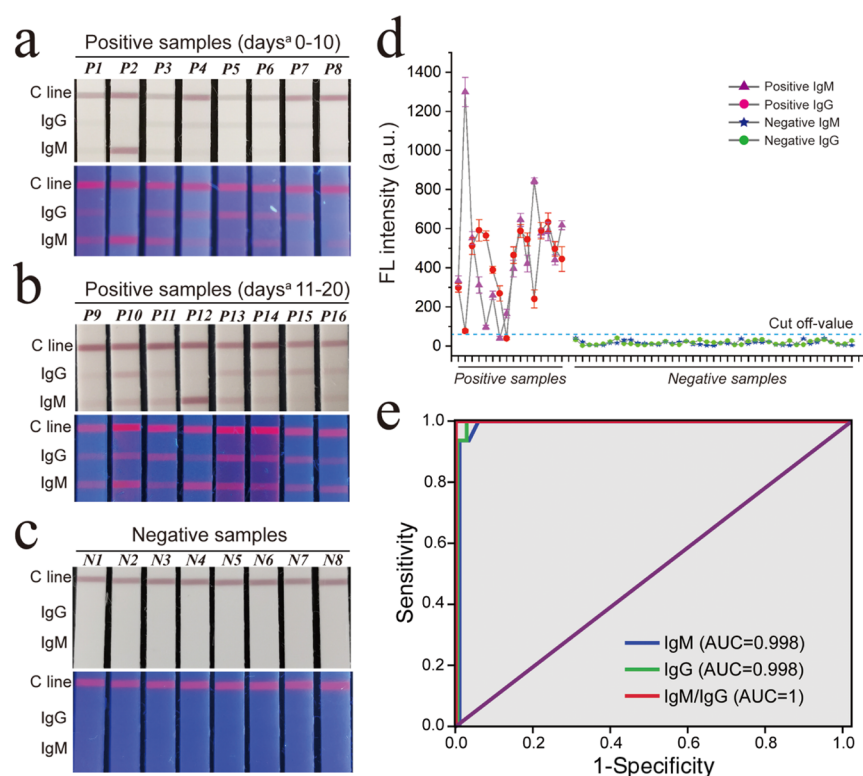 a
Positive samples (daysᵃ 0-10)
P1 P2 P3 P4 P5 P6 P7 P8
C line
IgG
IgM
C line
IgG
IgM
b
Positive samples (daysᵃ 11-20)
P9 P10 P11 P12 P13 P14 P15 P16
C line
IgG
IgM
C line
IgG
IgM
c
Negative samples
N1 N2 N3 N4 N5 N6 N7 N8
C line
IgG
IgM
C line
IgG
IgM
d
FL intensity (a.u.)
1400
1200
1000
800
600
400
200
0
Positive IgM
Positive IgG
Negative IgM
Negative IgG
Cut off-value
Positive samples
Negative samples
e
Sensitivity
1.0
0.8
0.6
0.4
0.2
0.0
IgM (AUC=0.998)
IgG (AUC=0.998)
IgM/IgG (AUC=1)
0.0 0.2 0.4 0.6 0.8 1.0
1-Specificity